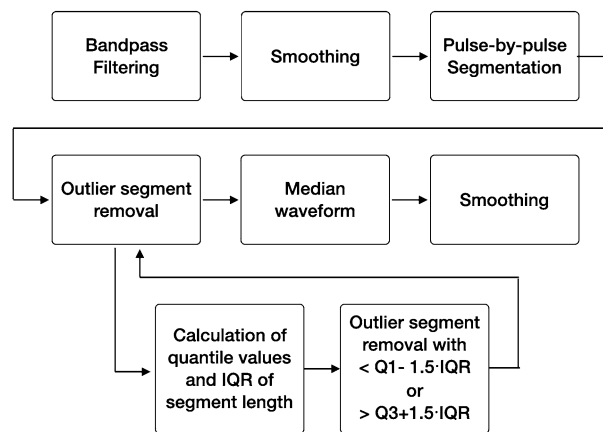 Bandpass
Filtering
Smoothing
Pulse-by-pulse
Segmentation
Outlier segment
removal
Median
waveform
Smoothing
Calculation of
quantile values
and IQR of
segment length
Outlier segment
removal with
< Q1- 1.5·IQR
or
> Q3+1.5·IQR